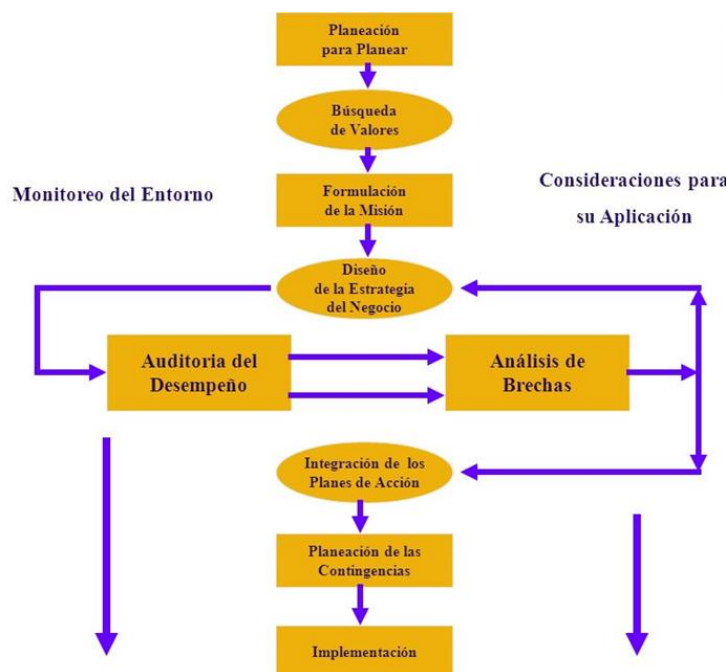 Planeación
para Planear
Búsqueda
de Valores
Monitoreo del Entorno
Formulación
de la Misión
Consideraciones para
su Aplicación
Diseño
de la Estrategia
del Negocio
Auditoria del
Desempeño
Análisis de
Brechas
Integración de los
Planes de Acción
Planeación de las
Contingencias
Implementación